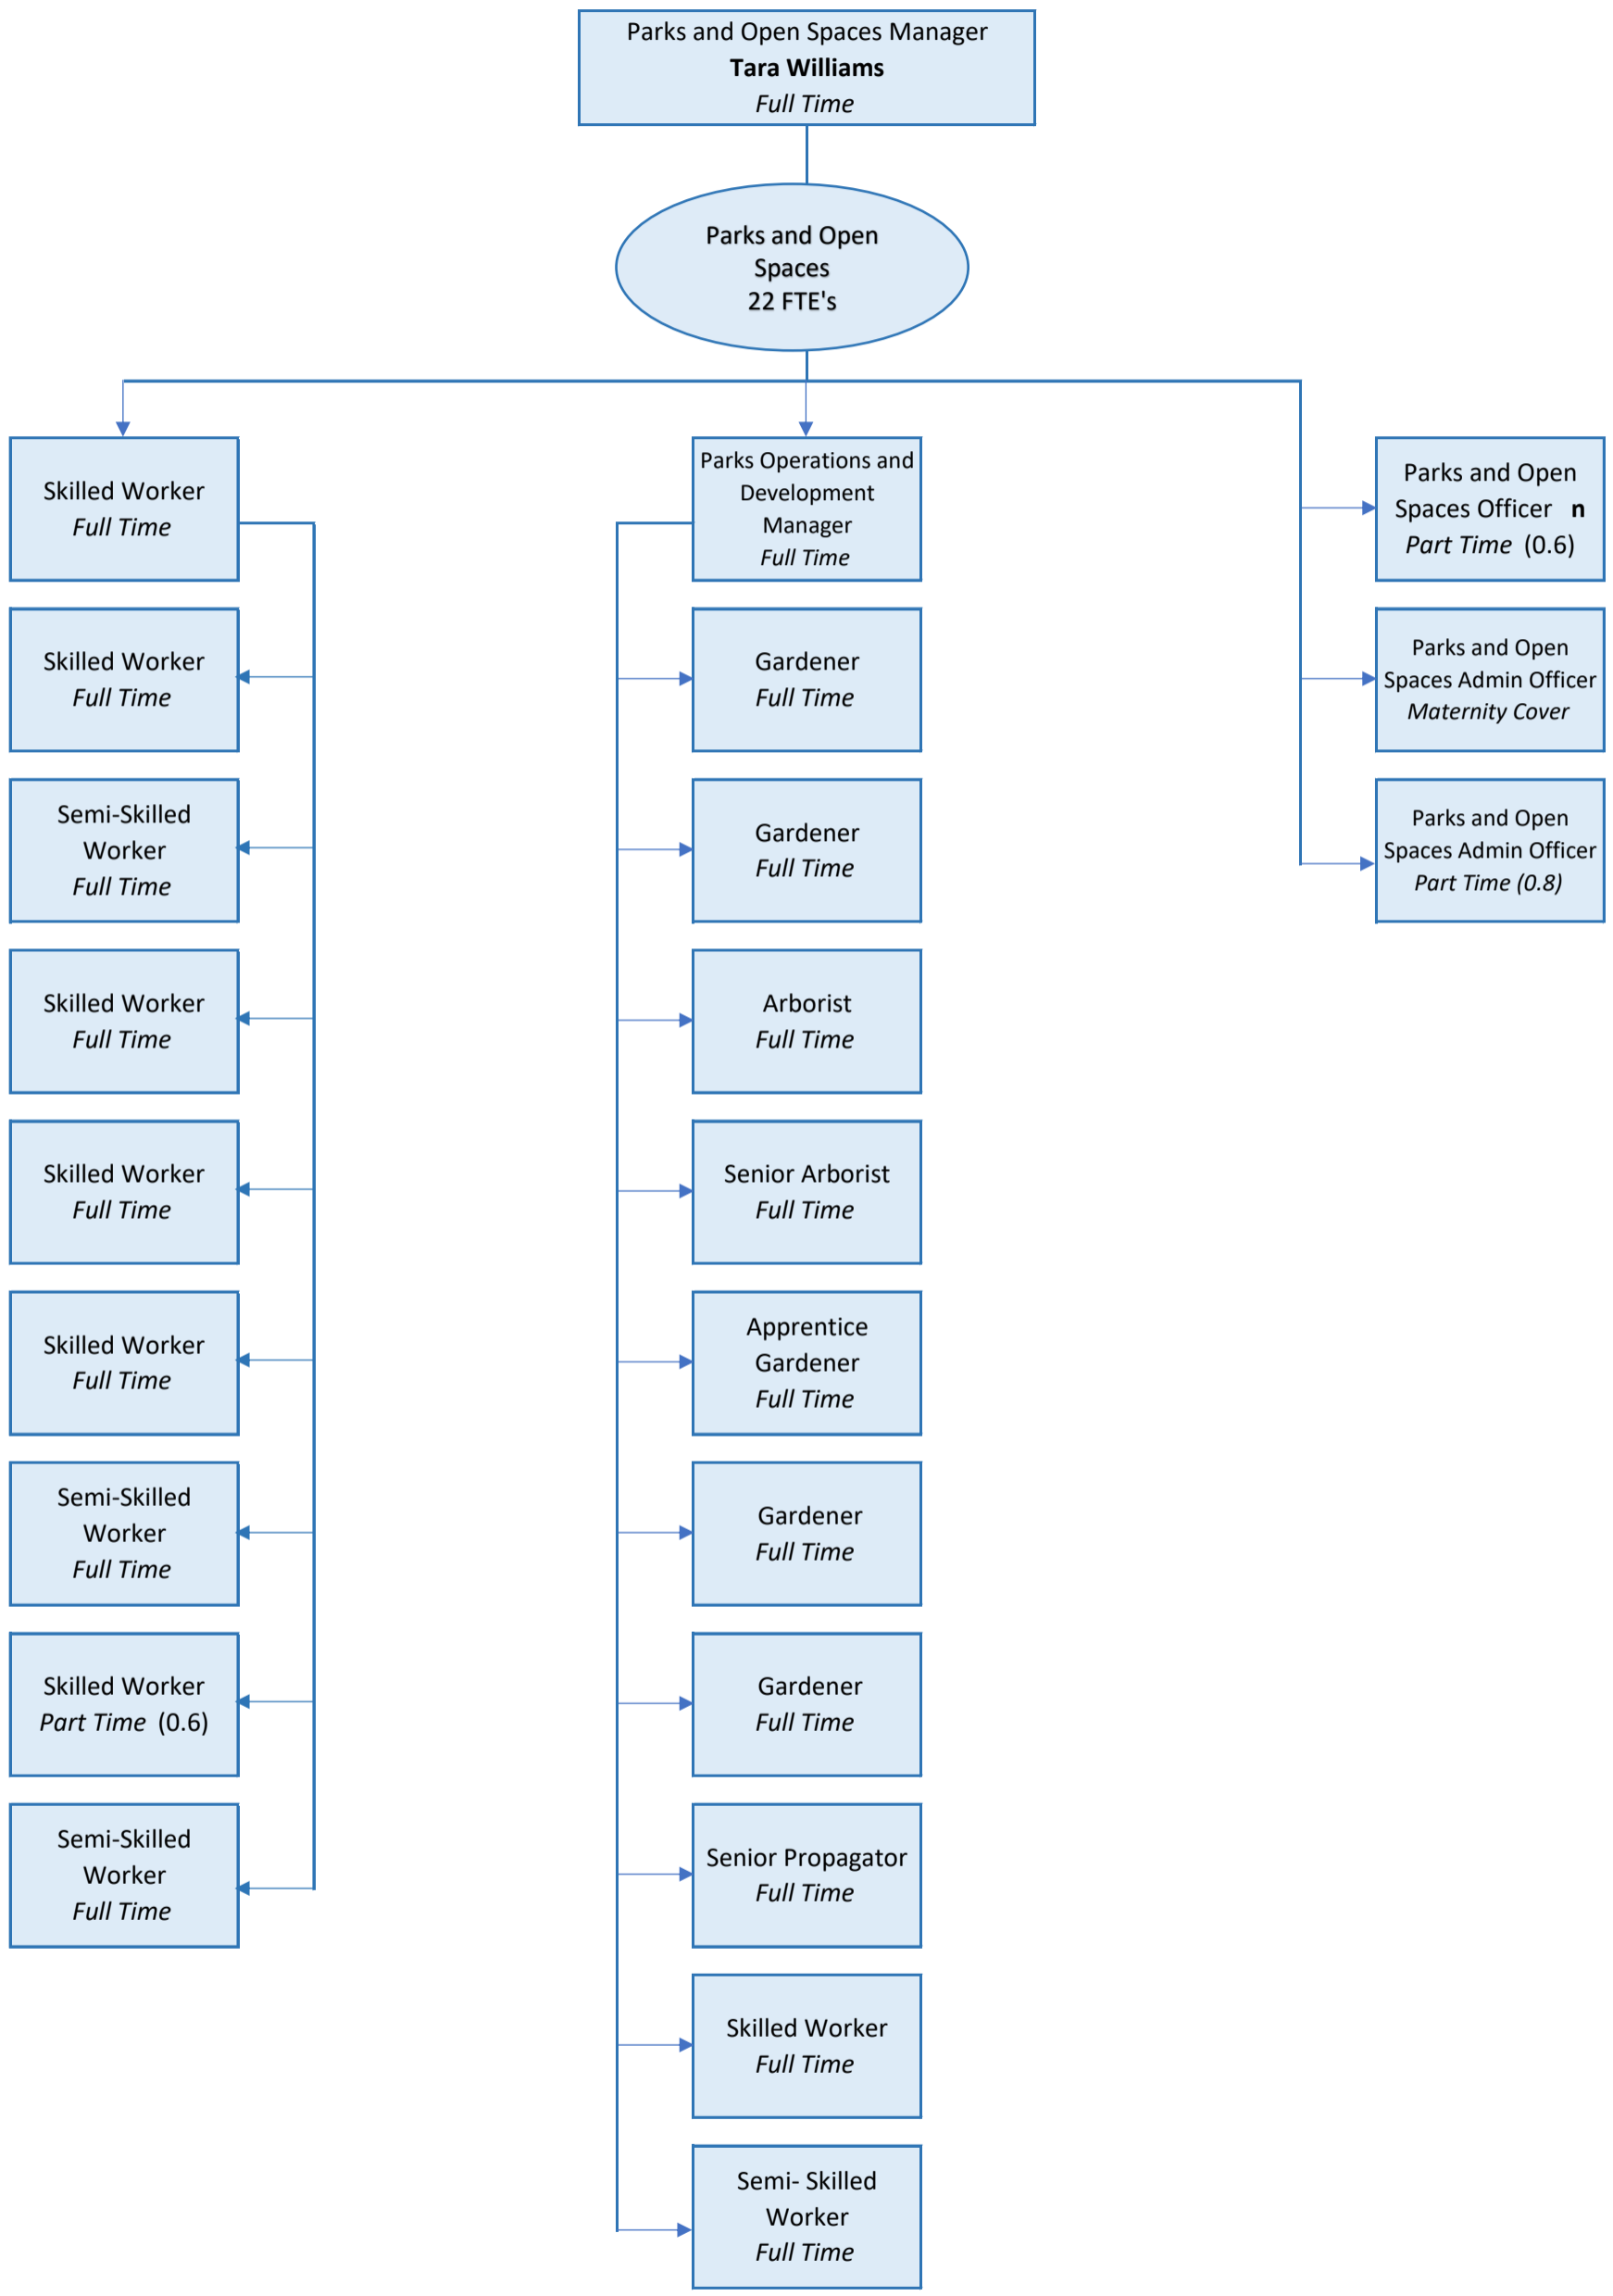 Parks and Open Spaces Manager
Tara Williams
Full Time
Parks and Open
Spaces
22 FTE's
Skilled Worker
Full Time
Skilled Worker
Full Time
Semi-Skilled
Worker
Full Time
Skilled Worker
Full Time
Skilled Worker
Full Time
Skilled Worker
Full Time
Semi-Skilled
Worker
Full Time
Skilled Worker
Part Time (0.6)
Semi-Skilled
Worker
Full Time
Parks Operations and
Development
Manager
Full Time
Gardener
Full Time
Gardener
Full Time
Arborist
Full Time
Senior Arborist
Full Time
Apprentice
Gardener
Full Time
Gardener
Full Time
Gardener
Full Time
Senior Propagator
Full Time
Skilled Worker
Full Time
Semi- Skilled
Worker
Full Time
Parks and Open
Spaces Officer n
Part Time (0.6)
Parks and Open
Spaces Admin Officer
Maternity Cover
Parks and Open
Spaces Admin Officer
Part Time (0.8)